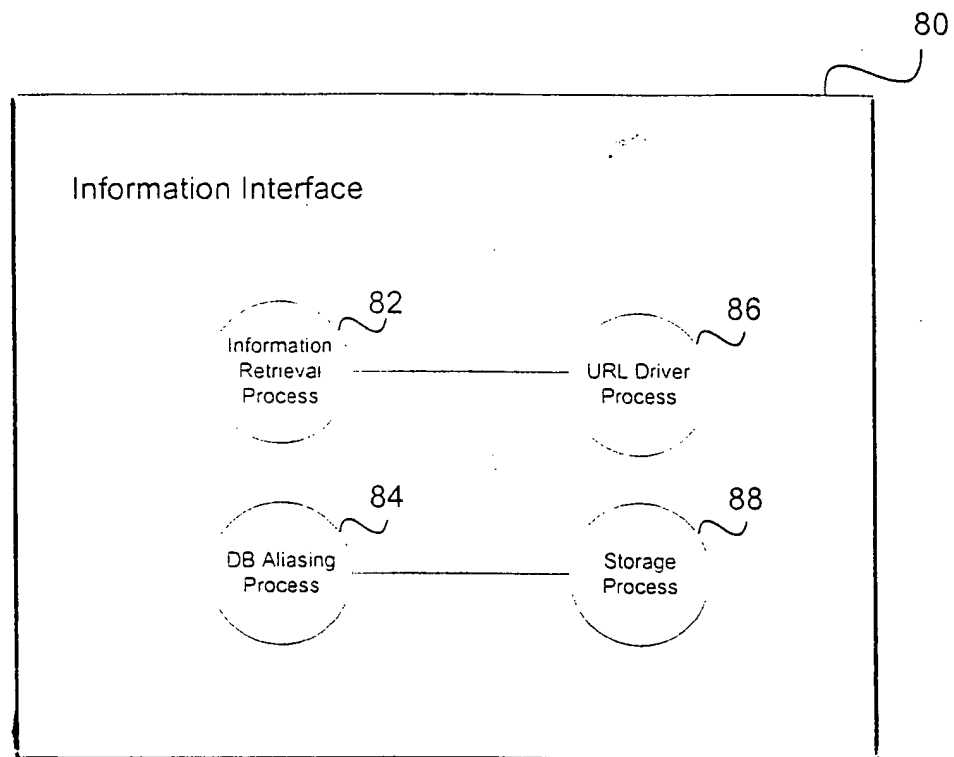 80
Information Interface
82
Information
Retrieval
Process
86
URL Driver
Process
84
DB Aliasing
Process
88
Storage
Process